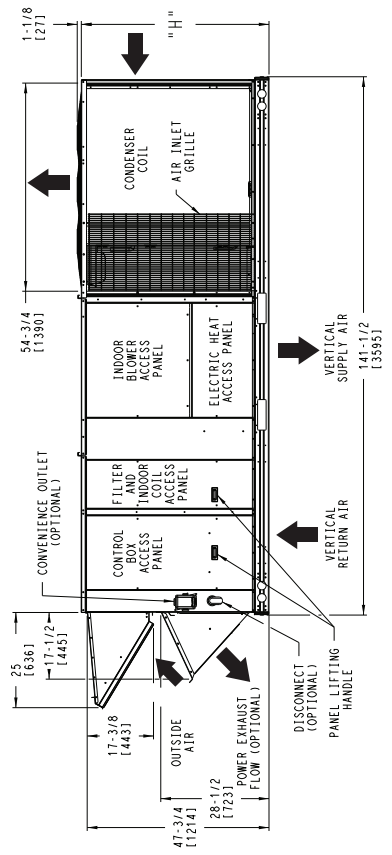 1-1/8
[27]
"H"
54-3/4
[1390]
CONDENSER
COIL
AIR INLET
GRILLE
INDOOR
BLOWER
ACCESS
PANEL
ELECTRIC HEAT
ACCESS PANEL
VERTICAL
SUPPLY AIR
141-1/2
[3595]
CONVENIENCE OUTLET
(OPTIONAL)
FILTER
AND
INDOOR
COIL
ACCESS
PANEL
CONTROL
BOX
ACCESS
PANEL
VERTICAL
RETURN AIR
25
[636]
17-1/2
[445]
17-3/8
[443]
OUTSIDE
AIR
POWER EXHAUST
FLOW (OPTIONAL)
DISCONNECT
(OPTIONAL)
PANEL LIFTING
HANDLE
28-1/2
[723]
47-3/4
[1214]